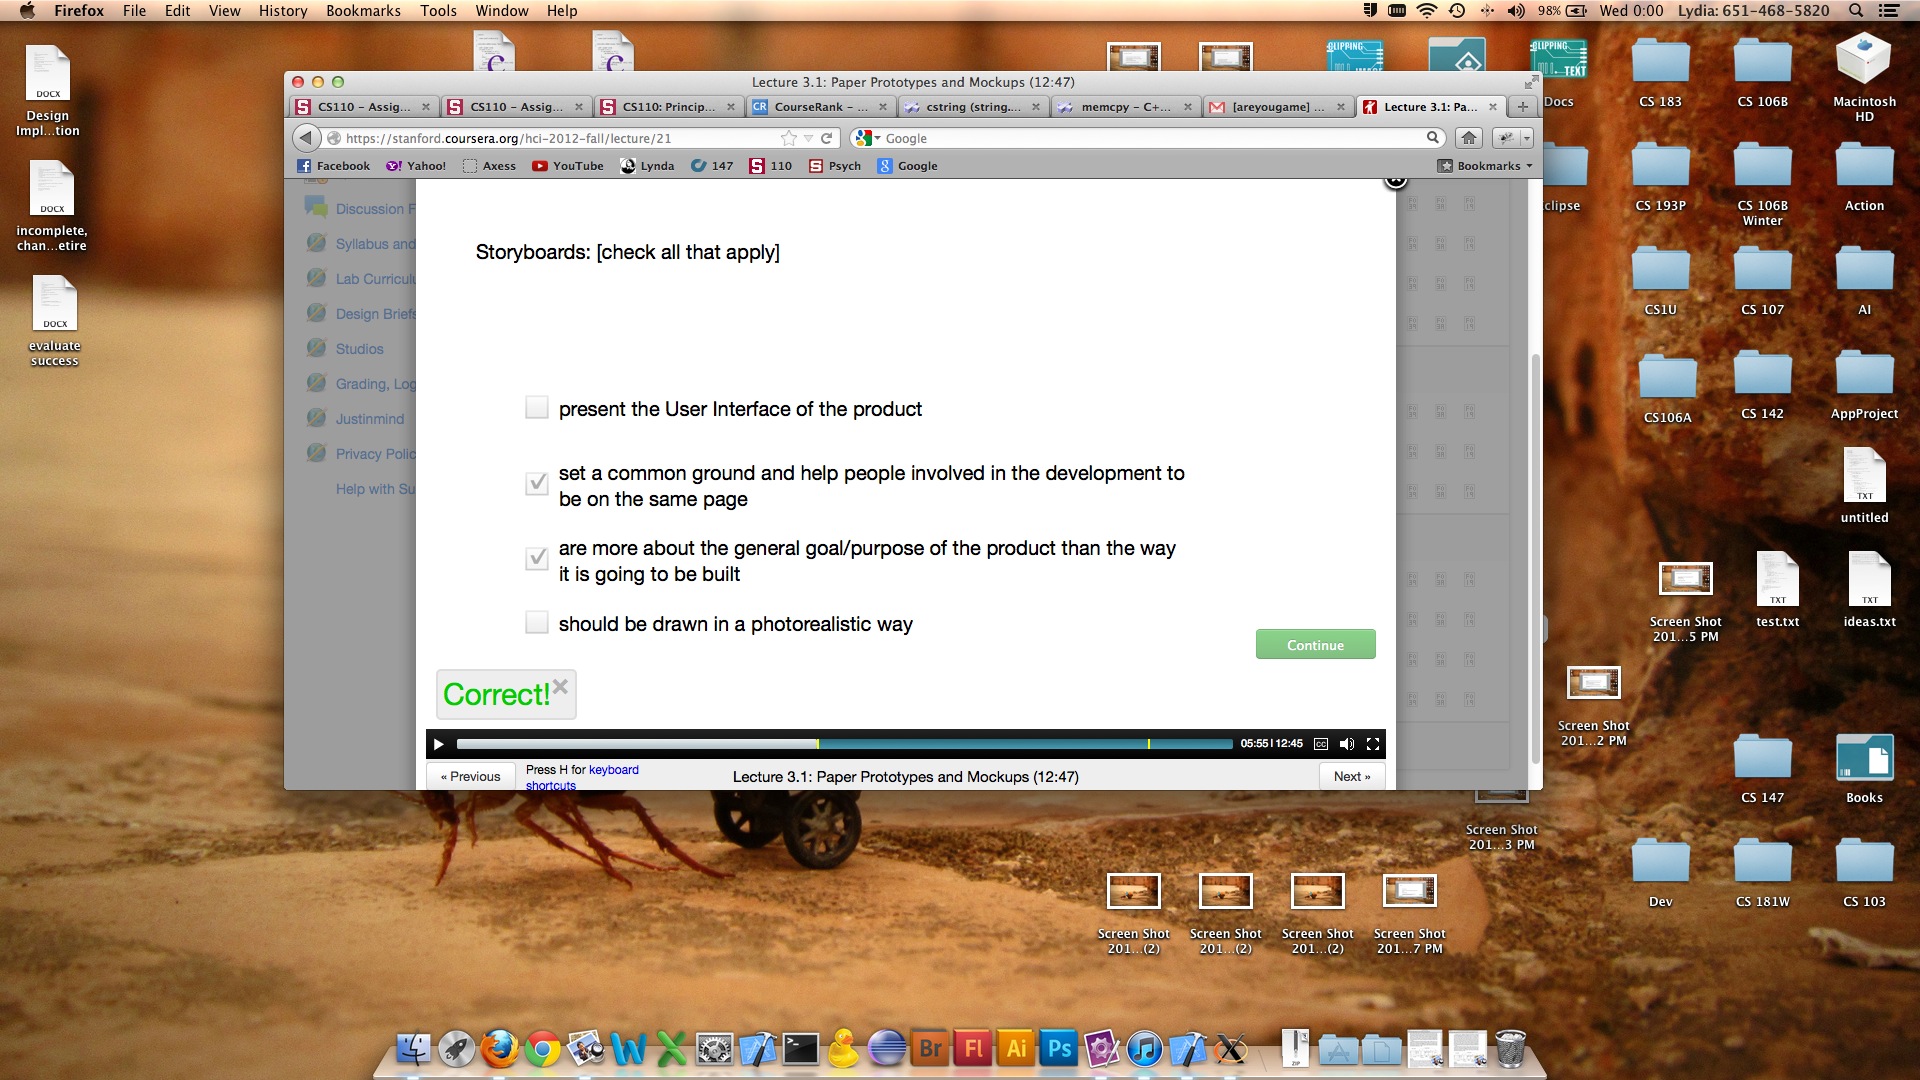 Firefox File Edit View History Bookmarks Tools Window Help
98% Wed 0:00 Lydia: 651-468-5820
DOCX
Design
Impl...tion
DOCX
incomplete,
chan...etire
DOCX
evaluate
success
C
C
CLIPPING
CLIPPING
TEXT
Docs
CS 183
CS 106B
Macintosh
HD
Lecture 3.1: Paper Prototypes and Mockups (12:47)
CS110 – Assig...
CS110 – Assig...
CS110: Princip...
CourseRank – ...
cstring (string....
memcpy – C+...
[areyougame] ...
Lecture 3.1: Pa...
https://stanford.coursera.org/hci-2012-fall/lecture/21
Google
Facebook Yahoo! Axess YouTube Lynda 147 110 Psych Google Bookmarks
Discussion F
Syllabus and
Lab Curricul
Design Briefs
Studios
Grading, Log
Justinmind
Privacy Polic
Help with Su
Storyboards: [check all that apply]
present the User Interface of the product
set a common ground and help people involved in the development to
be on the same page
are more about the general goal/purpose of the product than the way
it is going to be built
should be drawn in a photorealistic way
Continue
Correct!
05:55 | 12:45
CC
« Previous
Press H for keyboard
shortcuts
Lecture 3.1: Paper Prototypes and Mockups (12:47)
Next »
clipse
CS 193P
CS 106B
Winter
Action
CS1U
CS 107
AI
CS106A
CS 142
AppProject
TXT
untitled
Screen Shot
201...5 PM
TXT
test.txt
TXT
ideas.txt
Screen Shot
201...2 PM
CS 147
Books
Screen Shot
201...3 PM
Dev
CS 181W
CS 103
Screen Shot
201...(2)
Screen Shot
201...(2)
Screen Shot
201...(2)
Screen Shot
201...7 PM
Br
Fl
Ai
Ps
ZIP